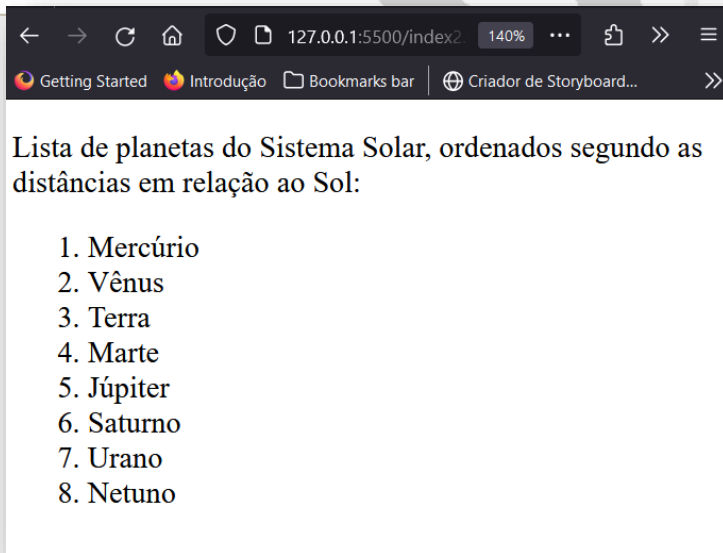 127.0.0.1:5500/index2. 140%
Getting Started Introdução Bookmarks bar Criador de Storyboard...
Lista de planetas do Sistema Solar, ordenados segundo as
distâncias em relação ao Sol:
1. Mercúrio
2. Vênus
3. Terra
4. Marte
5. Júpiter
6. Saturno
7. Urano
8. Netuno